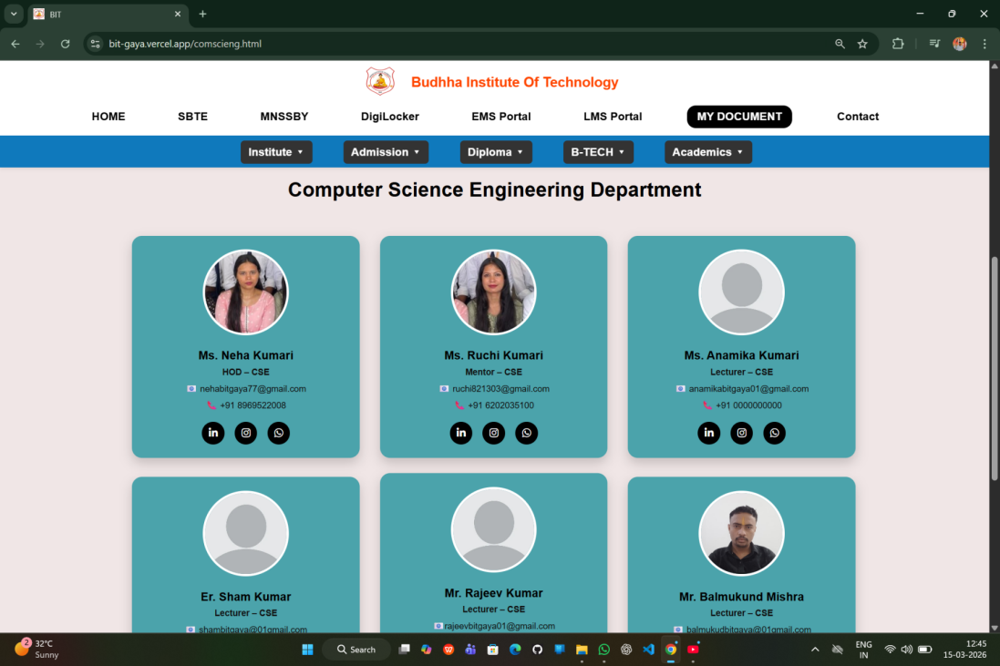 BIT
bit-gaya.vercel.app/comscieng.html
Budhha Institute Of Technology
HOME SBTE MNSSBY DigiLocker EMS Portal LMS Portal MY DOCUMENT Contact
Institute Admission Diploma B-TECH Academics
Computer Science Engineering Department
Ms. Neha Kumari
HOD – CSE
nehabitgaya77@gmail.com
+91 8969522008
Ms. Ruchi Kumari
Mentor – CSE
ruchi821303@gmail.com
+91 6202035100
Ms. Anamika Kumari
Lecturer – CSE
anamikabitgaya01@gmail.com
+91 0000000000
Er. Sham Kumar
Lecturer – CSE
shambitgaya@01gmail.com
Mr. Rajeev Kumar
Lecturer – CSE
rajeevbitgaya01@gmail.com
Mr. Balmukund Mishra
Lecturer – CSE
balmukudbitgaya@01gmail.com
2
32°C
Sunny
Search
ENG
IN
12:45
15-03-2026